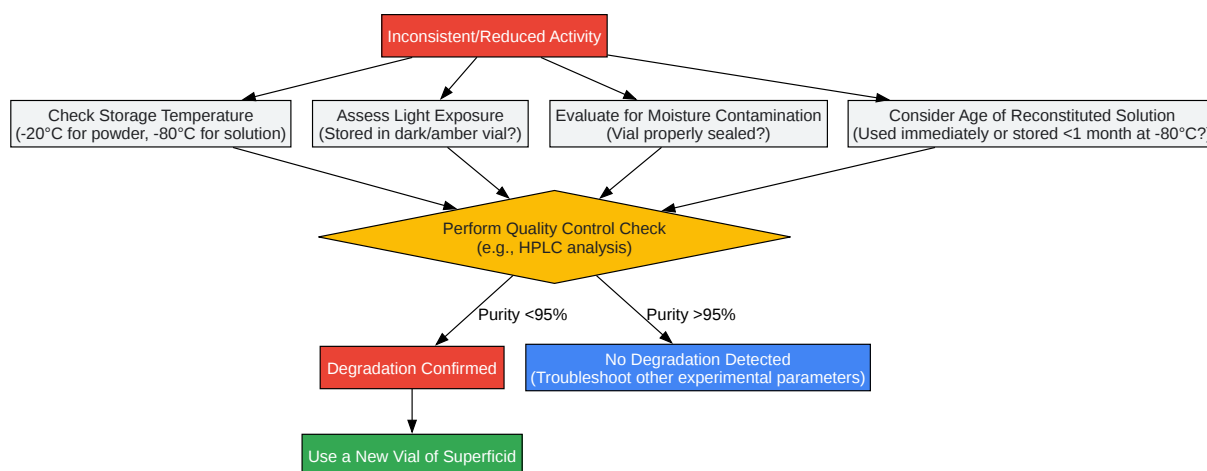 Inconsistent/Reduced Activity
Check Storage Temperature
(-20°C for powder, -80°C for solution)
Assess Light Exposure
(Stored in dark/amber vial?)
Evaluate for Moisture Contamination
(Vial properly sealed?)
Consider Age of Reconstituted Solution
(Used immediately or stored <1 month at -80°C?)
Perform Quality Control Check
(e.g., HPLC analysis)
Purity <95%
Purity >95%
Degradation Confirmed
No Degradation Detected
(Troubleshoot other experimental parameters)
Use a New Vial of Superficid